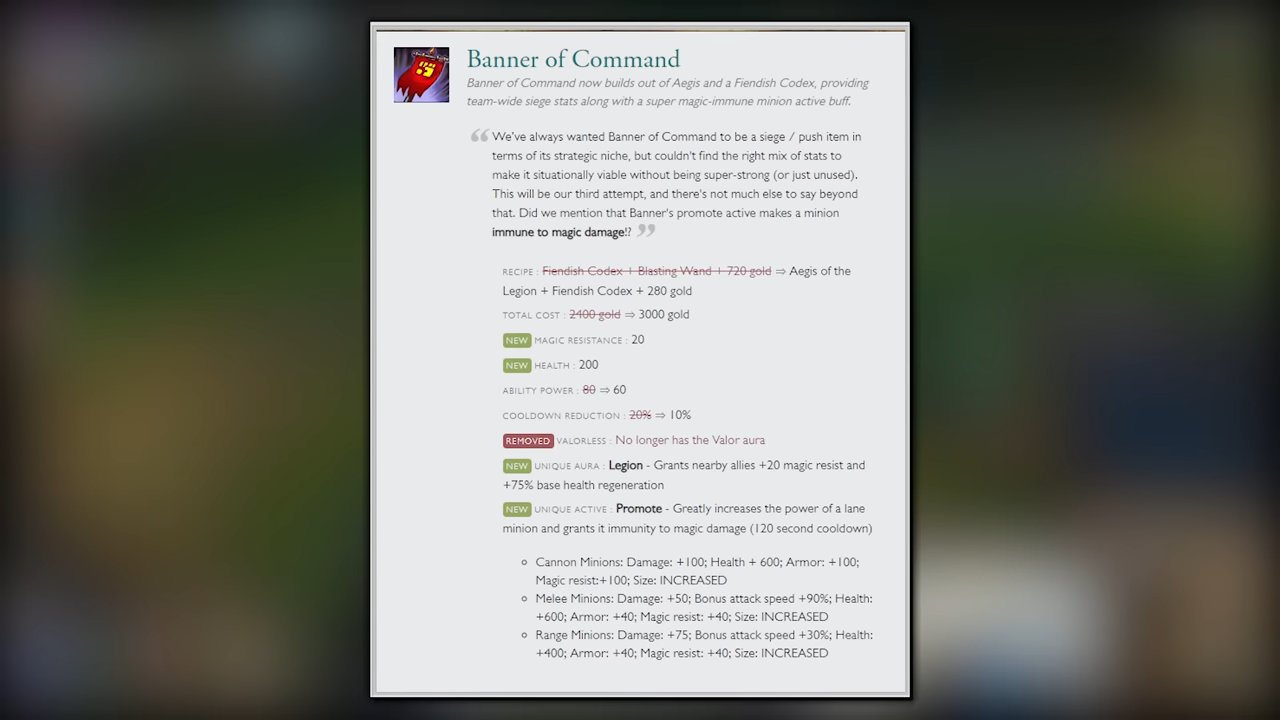 Banner of Command
Banner of Command now builds out of Aegis and a Fiendish Codex, providing
team-wide siege stats along with a super magic-immune minion active buff.
“ We've always wanted Banner of Command to be a siege / push item in
terms of its strategic niche, but couldn't find the right mix of stats to
make it situationally viable without being super-strong (or just unused).
This will be our third attempt, and there's not much else to say beyond
that. Did we mention that Banner's promote active makes a minion
immune to magic damage!? ”
RECIPE : Fiendish Codex + Blasting Wand + 720 gold ⇒ Aegis of the
Legion + Fiendish Codex + 280 gold
TOTAL COST : 2400 gold ⇒ 3000 gold
NEW MAGIC RESISTANCE : 20
NEW HEALTH : 200
ABILITY POWER : 80 ⇒ 60
COOLDOWN REDUCTION : 20% ⇒ 10%
REMOVED VALORLESS : No longer has the Valor aura
NEW UNIQUE AURA : Legion - Grants nearby allies +20 magic resist and
+75% base health regeneration
NEW UNIQUE ACTIVE : Promote - Greatly increases the power of a lane
minion and grants it immunity to magic damage (120 second cooldown)
Cannon Minions: Damage: +100; Health + 600; Armor: +100;
Magic resist:+100; Size: INCREASED
Melee Minions: Damage: +50; Bonus attack speed +90%; Health:
+600; Armor: +40; Magic resist: +40; Size: INCREASED
Range Minions: Damage: +75; Bonus attack speed +30%; Health:
+400; Armor: +40; Magic resist: +40; Size: INCREASED